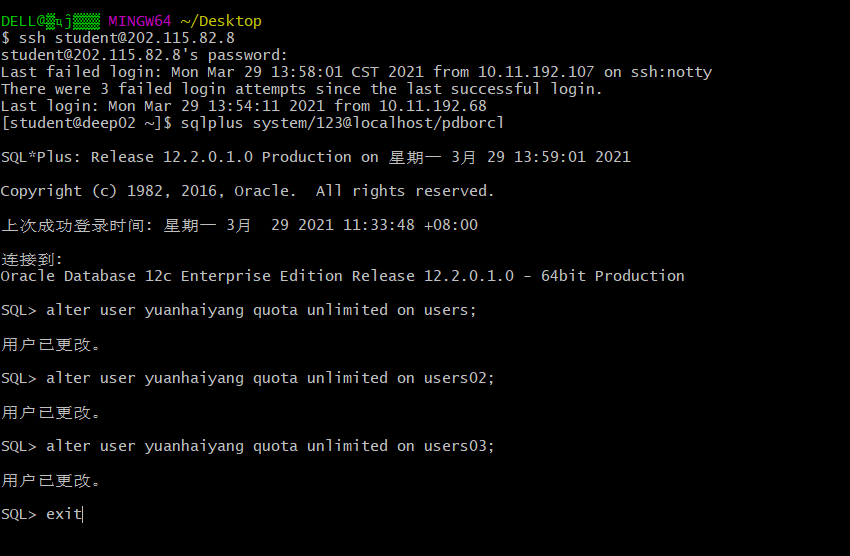 DELL@ MINGW64 ~/Desktop
$ ssh student@202.115.82.8
student@202.115.82.8's password:
Last failed login: Mon Mar 29 13:58:01 CST 2021 from 10.11.192.107 on ssh:notty
There were 3 failed login attempts since the last successful login.
Last login: Mon Mar 29 13:54:11 2021 from 10.11.192.68
[student@deep02 ~]$ sqlplus system/123@localhost/pdborcl
SQL*Plus: Release 12.2.0.1.0 Production on 星期一 3月 29 13:59:01 2021
Copyright (c) 1982, 2016, Oracle.  All rights reserved.
上次成功登录时间: 星期一 3月  29 2021 11:33:48 +08:00
连接到:
Oracle Database 12c Enterprise Edition Release 12.2.0.1.0 - 64bit Production
SQL> alter user yuanhaiyang quota unlimited on users;
用户已更改。
SQL> alter user yuanhaiyang quota unlimited on users02;
用户已更改。
SQL> alter user yuanhaiyang quota unlimited on users03;
用户已更改。
SQL> exit